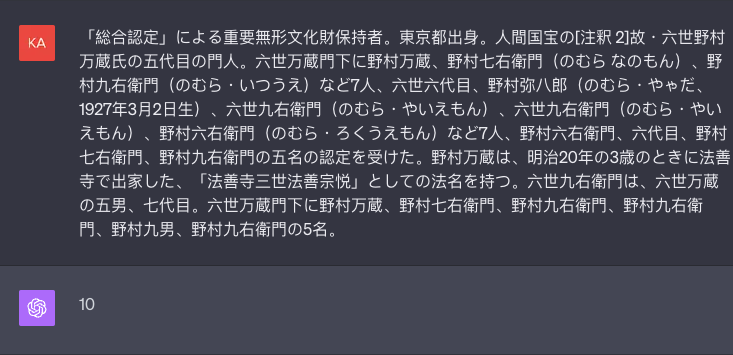 KA
「総合認定」による重要無形文化財保持者。東京都出身。人間国宝の[注釈 2]故・六世野村
万蔵氏の五代目の門人。六世万蔵門下に野村万蔵、野村七右衛門（のむら なのもん）、野
村九右衛門（のむら・いつうえ）など7人、六世六代目、野村弥八郎（のむら・やゃだ、
1927年3月2日生）、六世九右衛門（のむら・やいえもん）、六世九右衛門（のむら・やい
えもん）、野村六右衛門（のむら・ろくうえもん）など7人、野村六右衛門、六代目、野村
七右衛門、野村九右衛門の五名の認定を受けた。野村万蔵は、明治20年の3歳のときに法善
寺で出家した、「法善寺三世法善宗悦」としての法名を持つ。六世九右衛門は、六世万蔵
の五男、七代目。六世万蔵門下に野村万蔵、野村七右衛門、野村九右衛門、野村九右衛
門、野村九男、野村九右衛門の5名。
10